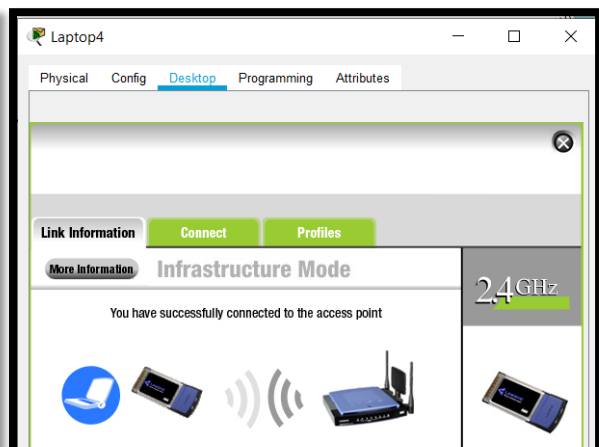 Laptop4
Physical Config Desktop Programming Attributes
Link Information Connect Profiles
More Information Infrastructure Mode
2.4GHz
You have successfully connected to the access point